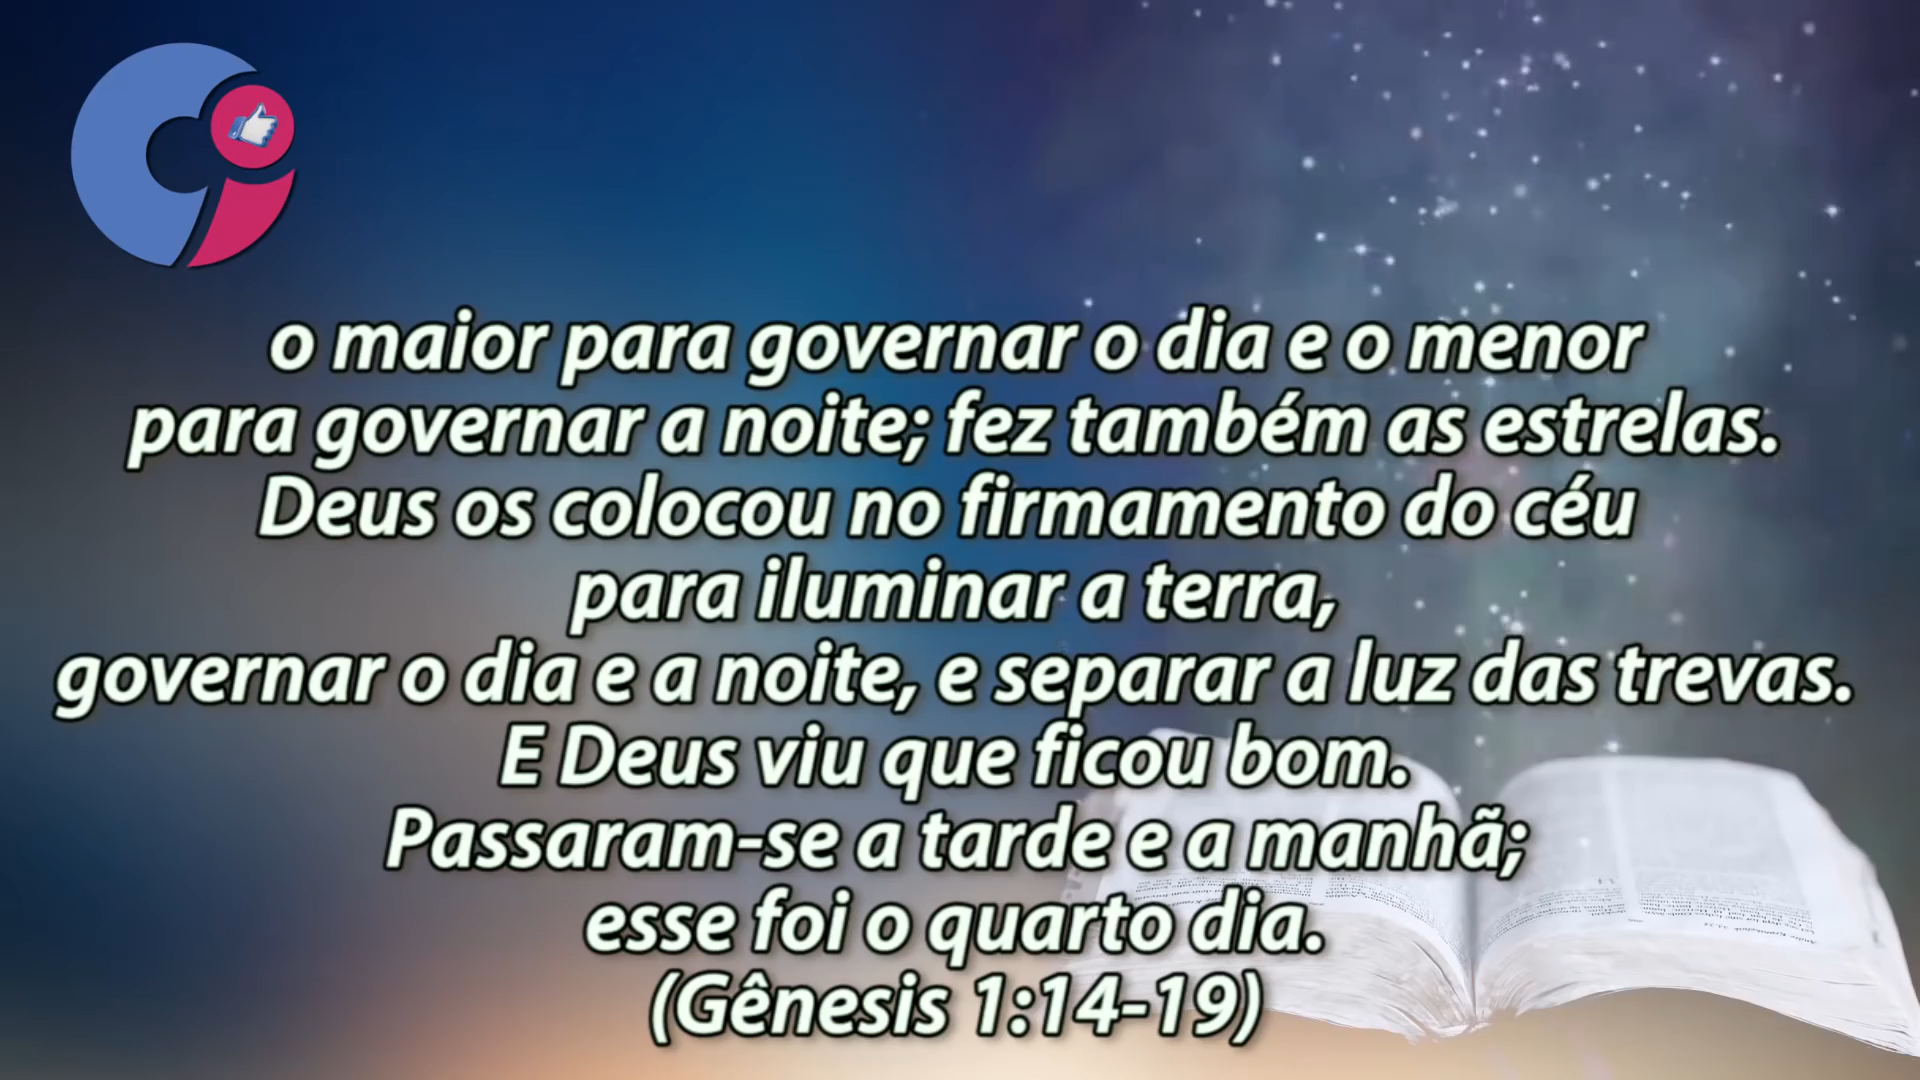 o maior para governar o dia e o menor
para governar a noite; fez também as estrelas.
Deus os colocou no firmamento do céu
para iluminar a terra,
governar o dia e a noite, e separar a luz das trevas.
E Deus viu que ficou bom.
Passaram-se a tarde e a manhã;
esse foi o quarto dia.
(Gênesis 1:14-19)